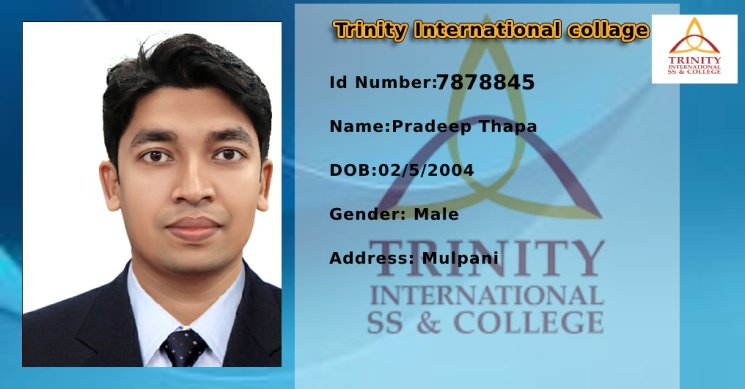 Trinity International collage
TRINITY
INTERNATIONAL
SS & COLLEGE
Id Number:7878845
Name:Pradeep Thapa
DOB:02/5/2004
Gender: Male
Address: Mulpani
TRINITY
INTERNATIONAL
SS & COLLEGE